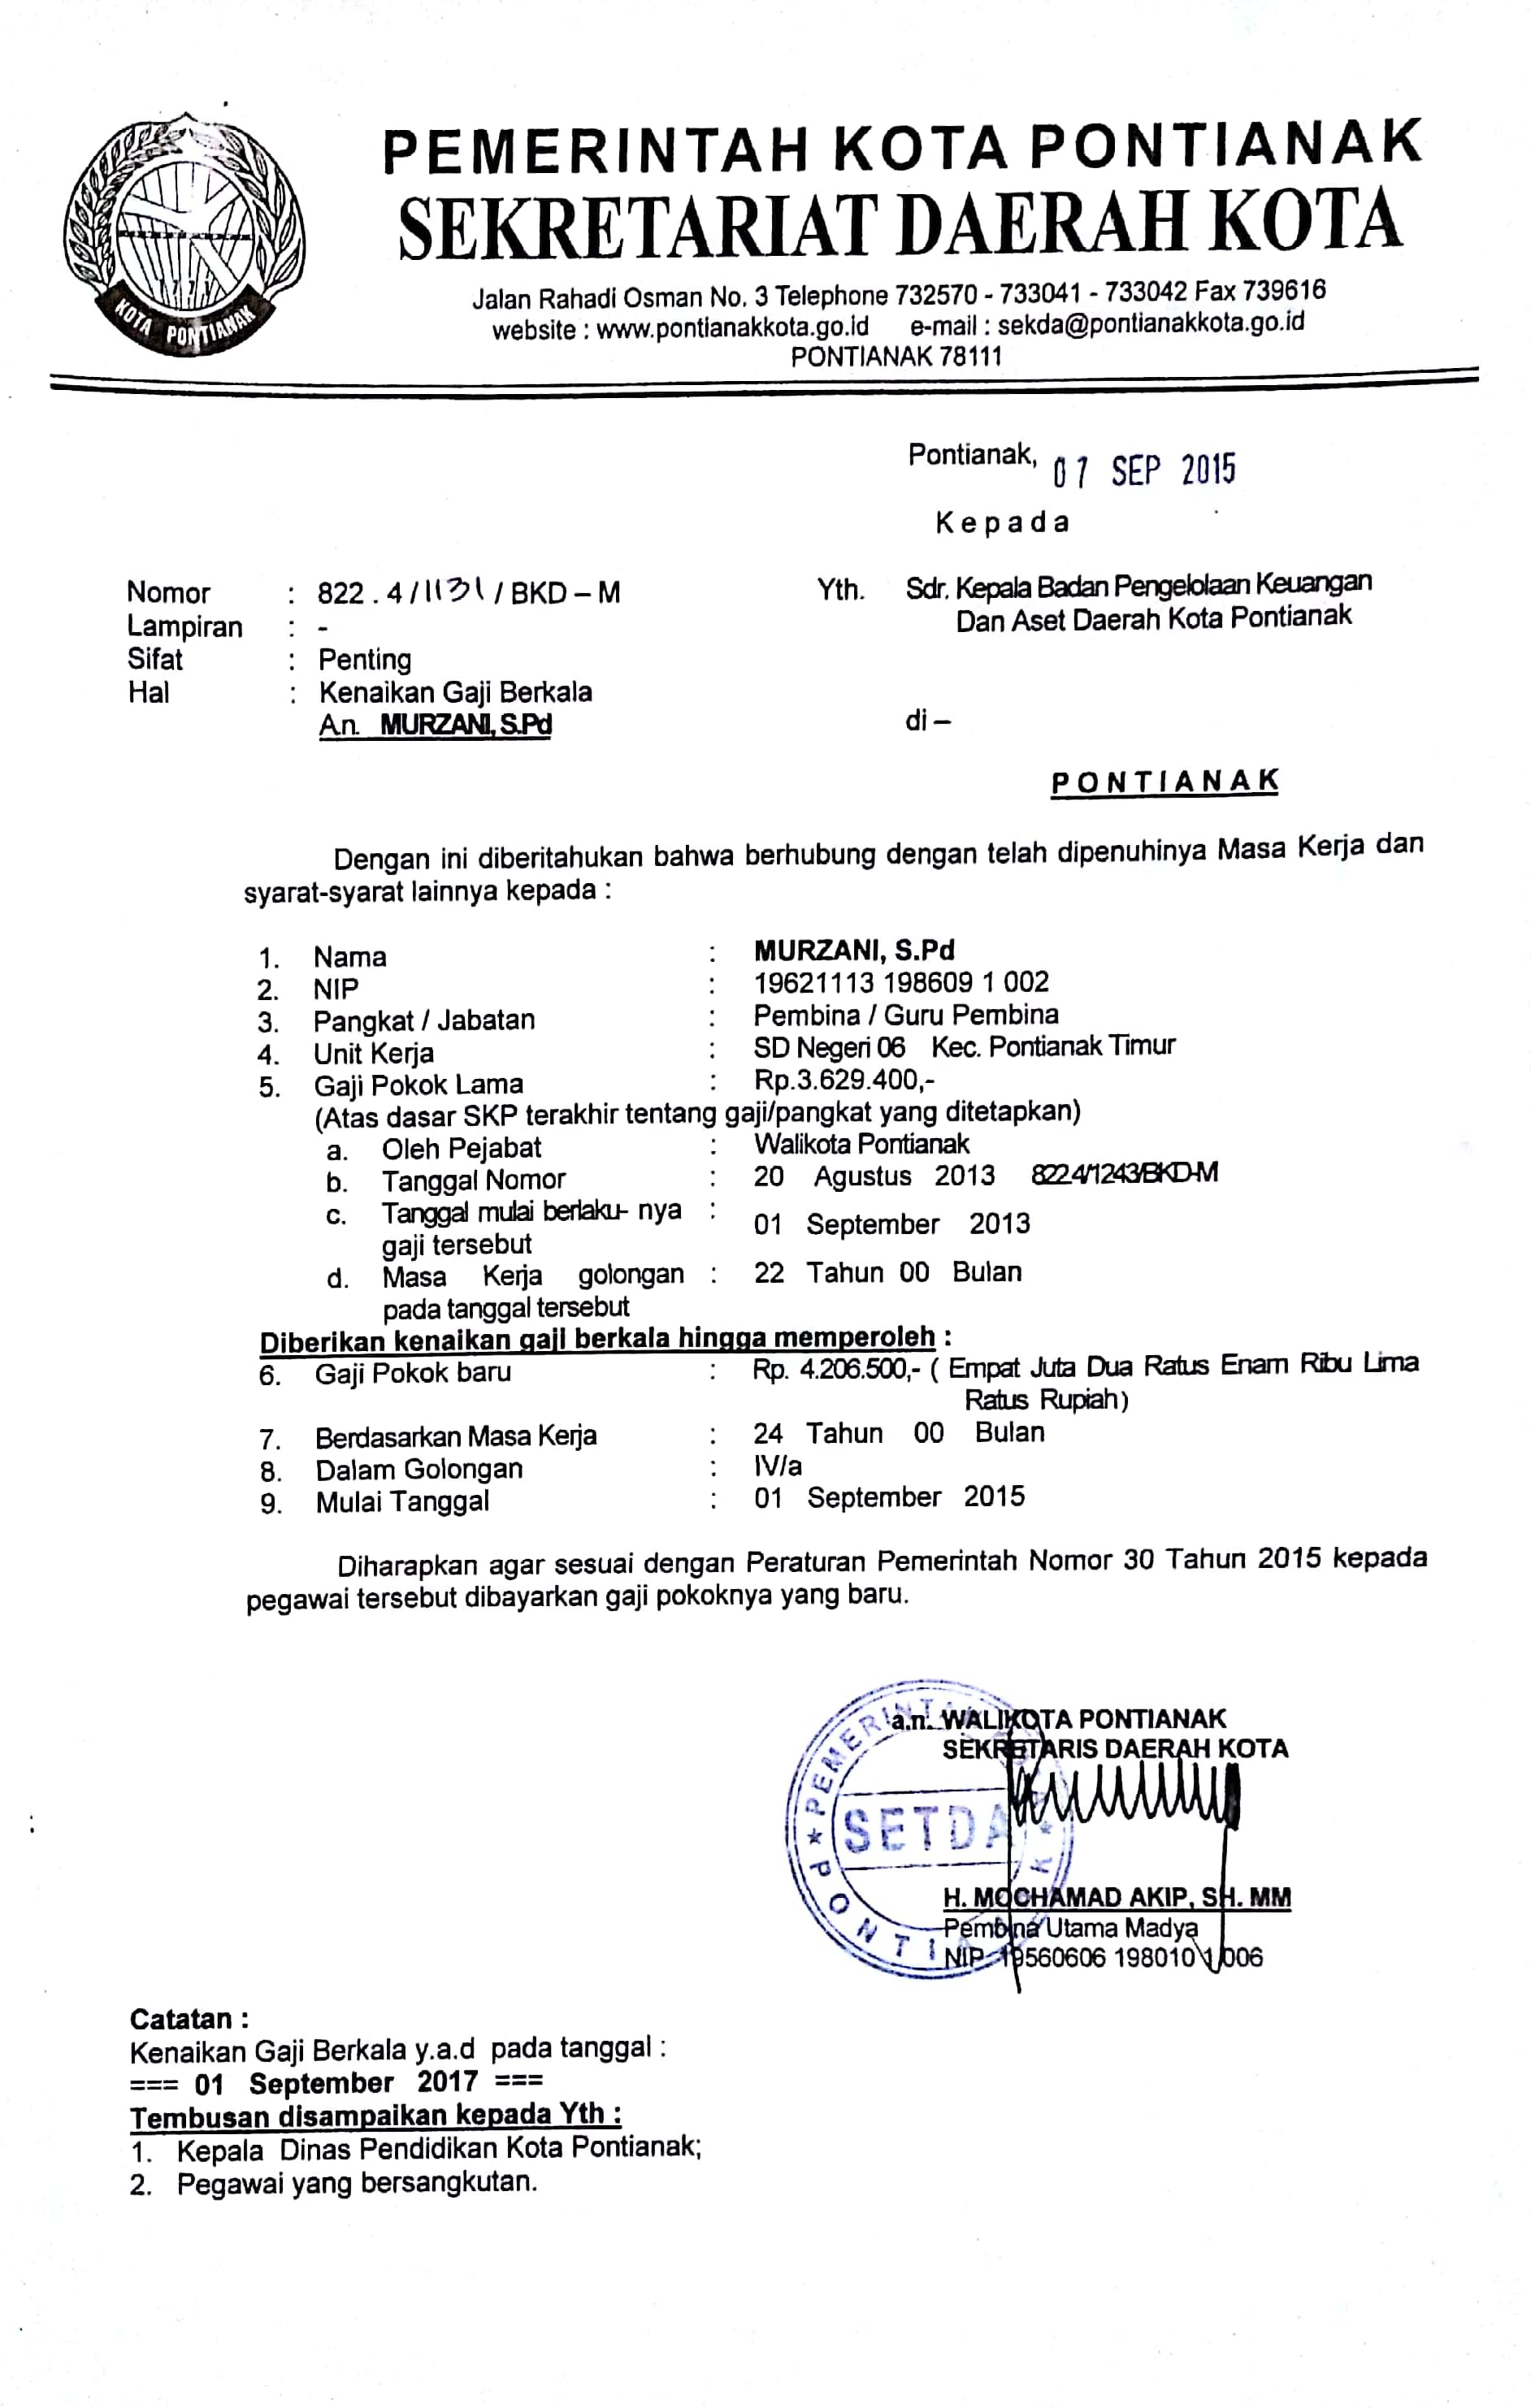 PEMERINTAH KOTA PONTIANAK
SEKRETARIAT DAERAH KOTA
Jalan Rahadi Osman No. 3 Telephone 732570 - 733041 - 733042 Fax 739616
website : www.pontianakkota.go.id e-mail : sekda@pontianakkota.go.id
PONTIANAK 78111
KOTA PONTIANAK
Pontianak, 07 SEP 2015
Kepada
Nomor : 822 . 4 / 1131 / BKD – M
Lampiran : -
Sifat : Penting
Hal : Kenaikan Gaji Berkala
An. MURZANI, S.Pd
Yth. Sdr. Kepala Badan Pengelolaan Keuangan
Dan Aset Daerah Kota Pontianak
di –
PONTIANAK
Dengan ini diberitahukan bahwa berhubung dengan telah dipenuhinya Masa Kerja dan
syarat-syarat lainnya kepada :
1. Nama : MURZANI, S.Pd
2. NIP : 19621113 198609 1 002
3. Pangkat / Jabatan : Pembina / Guru Pembina
4. Unit Kerja : SD Negeri 06 Kec. Pontianak Timur
5. Gaji Pokok Lama : Rp.3.629.400,-
(Atas dasar SKP terakhir tentang gaji/pangkat yang ditetapkan)
a. Oleh Pejabat : Walikota Pontianak
b. Tanggal Nomor : 20 Agustus 2013 822.4/1243/BKD-M
c. Tanggal mulai berlaku- nya :
gaji tersebut 01 September 2013
d. Masa Kerja golongan : 22 Tahun 00 Bulan
pada tanggal tersebut
Diberikan kenaikan gaji berkala hingga memperoleh :
6. Gaji Pokok baru : Rp. 4.206.500,- ( Empat Juta Dua Ratus Enam Ribu Lima
Ratus Rupiah)
7. Berdasarkan Masa Kerja : 24 Tahun 00 Bulan
8. Dalam Golongan : IV/a
9. Mulai Tanggal : 01 September 2015
Diharapkan agar sesuai dengan Peraturan Pemerintah Nomor 30 Tahun 2015 kepada
pegawai tersebut dibayarkan gaji pokoknya yang baru.
a.n. WALIKOTA PONTIANAK
SEKRETARIS DAERAH KOTA
SETDA
H. MOCHAMAD AKIP, SH. MM
Pembina Utama Madya
NIP 19560606 198010 1 006
Catatan :
Kenaikan Gaji Berkala y.a.d pada tanggal :
=== 01 September 2017 ===
Tembusan disampaikan kepada Yth :
1. Kepala Dinas Pendidikan Kota Pontianak;
2. Pegawai yang bersangkutan.